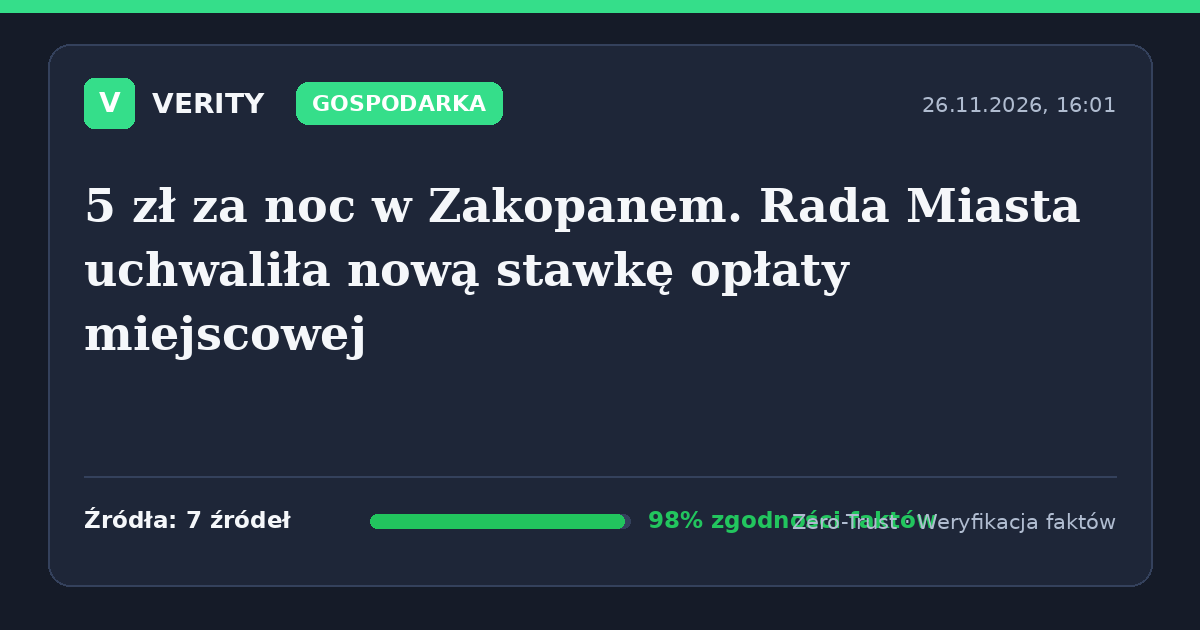 V VERITY GOSPODARKA 26.11.2026, 16:01
5 zł za noc w Zakopanem. Rada Miasta
uchwaliła nową stawkę opłaty
miejscowej
Źródła: 7 źródeł 98% zgodności faktów Zero-Trust · Weryfikacja faktów